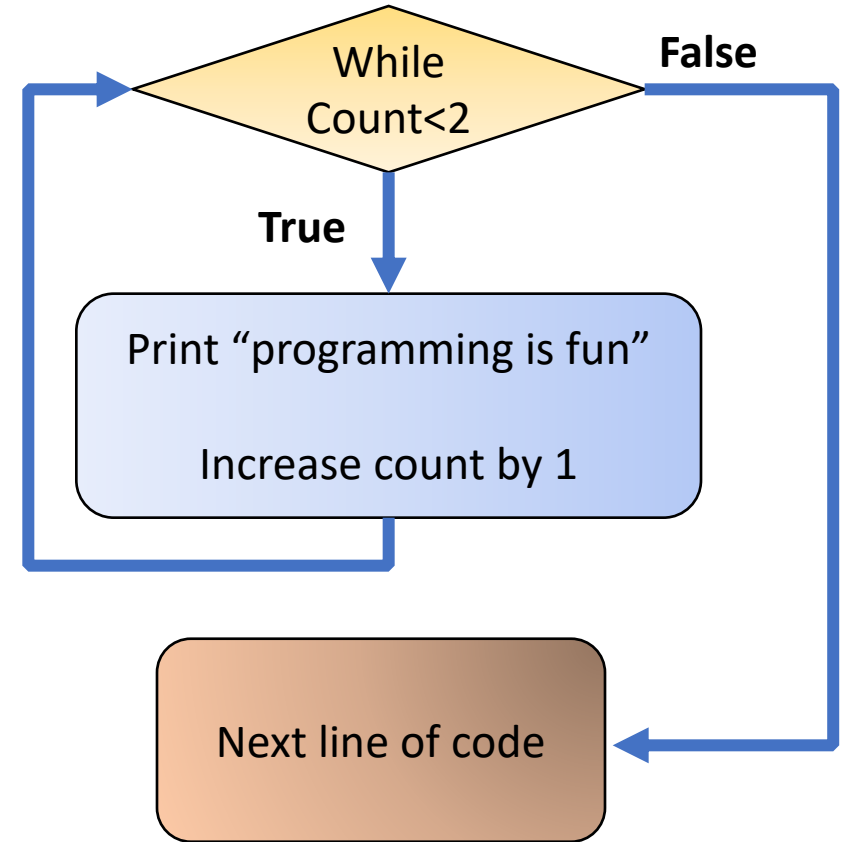 While
Count<2
False
True
Print “programming is fun”
Increase count by 1
Next line of code